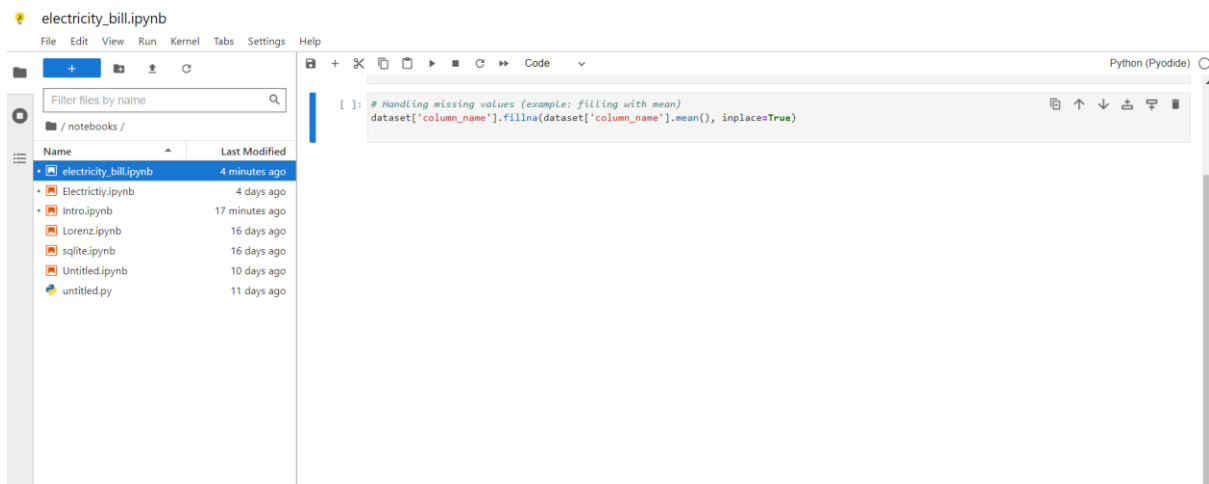 electricity_bill.ipynb
File Edit View Run Kernel Tabs Settings Help
+ Code Python (Pyodide)
Filter files by name
/ notebooks /
Name Last Modified
electricity_bill.ipynb 4 minutes ago
Electrictiy.ipynb 4 days ago
Intro.ipynb 17 minutes ago
Lorenz.ipynb 16 days ago
sqlite.ipynb 16 days ago
Untitled.ipynb 10 days ago
untitled.py 11 days ago
[ ]: # Handling missing values (example: filling with mean)
dataset['column_name'].fillna(dataset['column_name'].mean(), inplace=True)